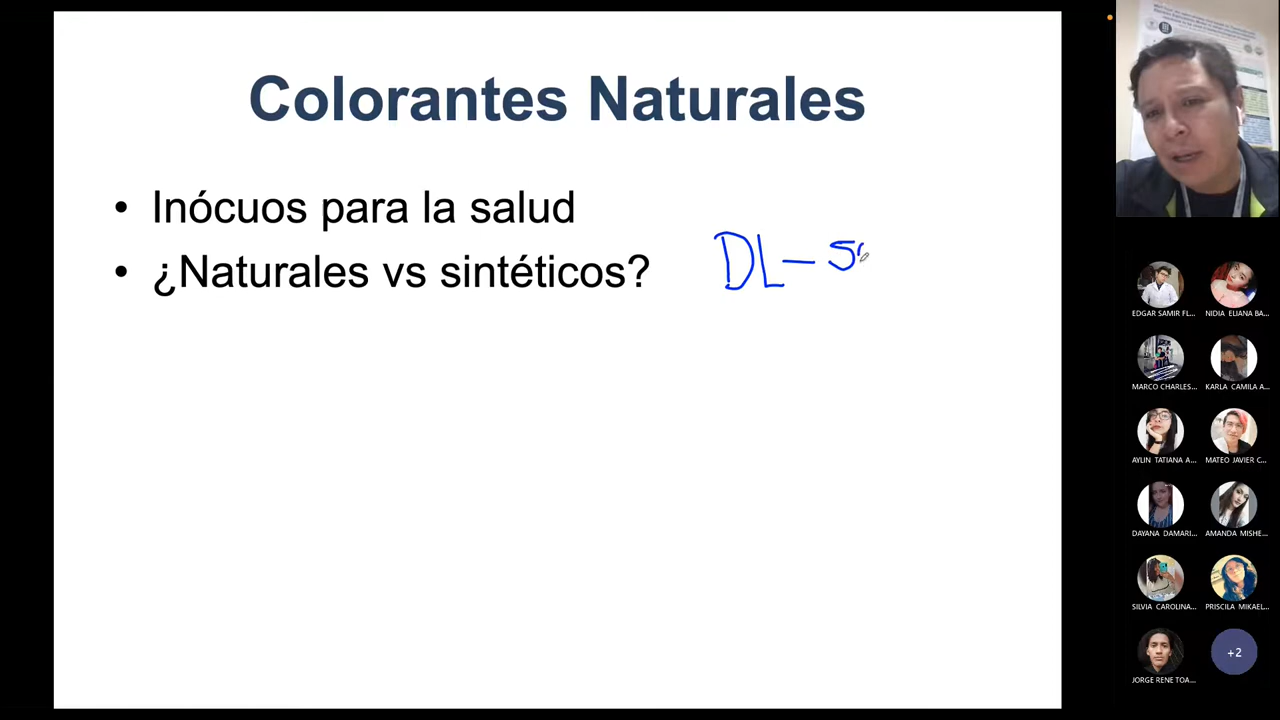 Colorantes Naturales
• Inócuos para la salud
• ¿Naturales vs sintéticos?
DL-5
EDGAR SAMIR FL...
NIDIA ELIANA BA...
MARCO CHARLES...
KARLA CAMILA A...
AYLIN TATIANA A...
MATEO JAVIER C...
DAYANA DAMARI...
AMANDA MISHE...
SILVIA CAROLINA...
PRISCILA MIKAEL...
JORGE RENE TOA...
+2